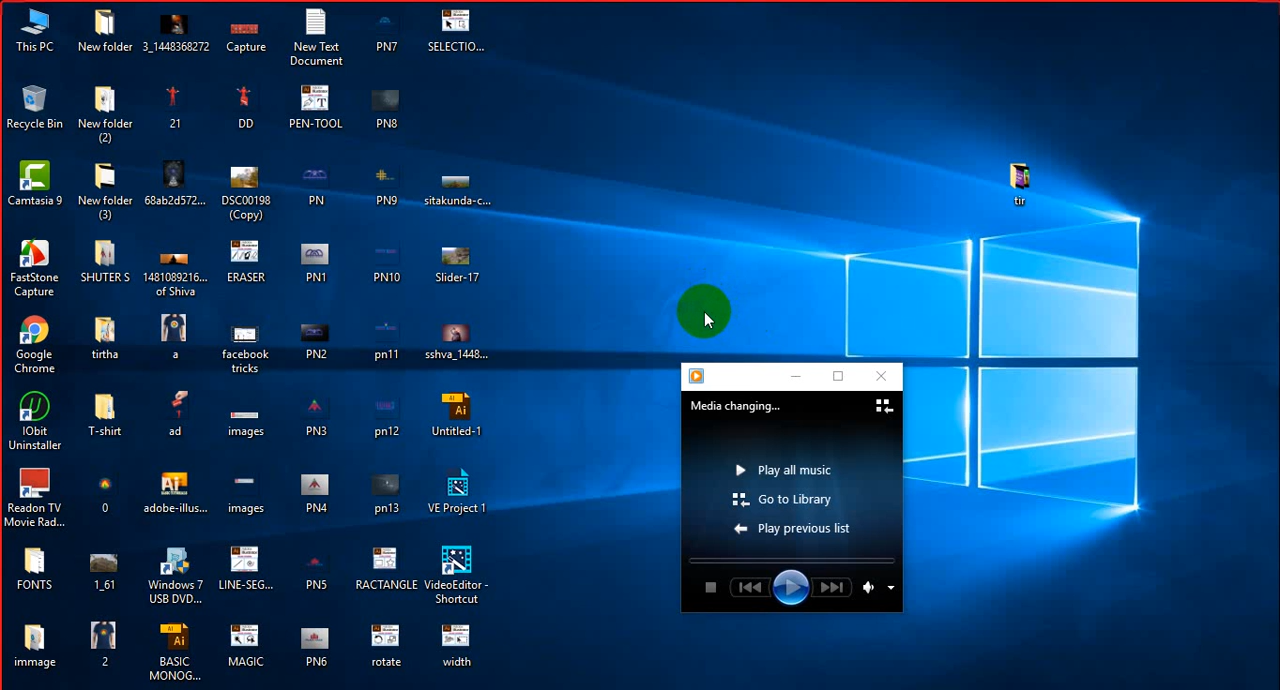 This PC
New folder
3_1448368272
Capture
New Text
Document
PN7
SELECTIO...
Recycle Bin
New folder
(2)
21
DD
PEN-TOOL
PN8
Camtasia 9
New folder
(3)
68ab2d572...
DSC00198
(Copy)
PN
PN9
sitakunda-c...
tir
FastStone
Capture
SHUTER S
1481089216...
of Shiva
ERASER
PN1
PN10
Slider-17
Google
Chrome
tirtha
a
facebook
tricks
PN2
pn11
sshva_1448...
IObit
Uninstaller
T-shirt
ad
images
PN3
pn12
Ai
Untitled-1
Readon TV
Movie Rad...
0
Ai
adobe-illus...
images
PN4
pn13
VE Project 1
FONTS
1_61
Windows 7
USB DVD...
LINE-SEG...
PN5
RACTANGLE
VideoEditor -
Shortcut
immage
2
Ai
BASIC
MONOG...
MAGIC
PN6
rotate
width
Media changing...
Play all music
Go to Library
Play previous list